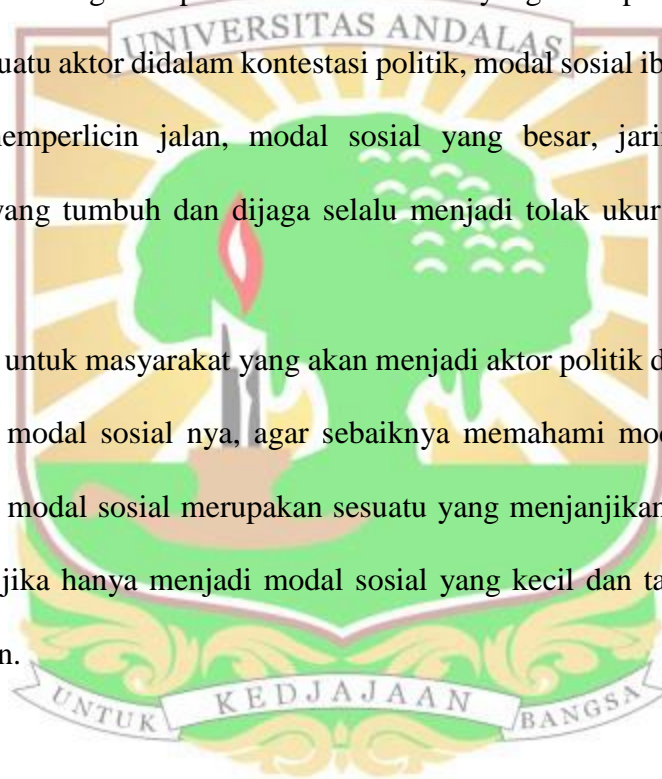 UNIVERSITAS ANDALAS
uatu aktor didalam kontestasi politik, modal sosial ib
emperlicin jalan, modal sosial yang besar, jari
yang tumbuh dan dijaga selalu menjadi tolak ukur
untuk masyarakat yang akan menjadi aktor politik d
modal sosial nya, agar sebaiknya memahami mo
modal sosial merupakan sesuatu yang menjanjikan
jika hanya menjadi modal sosial yang kecil dan ta
n.
UNTUK KEDJAJAAN BANGSA